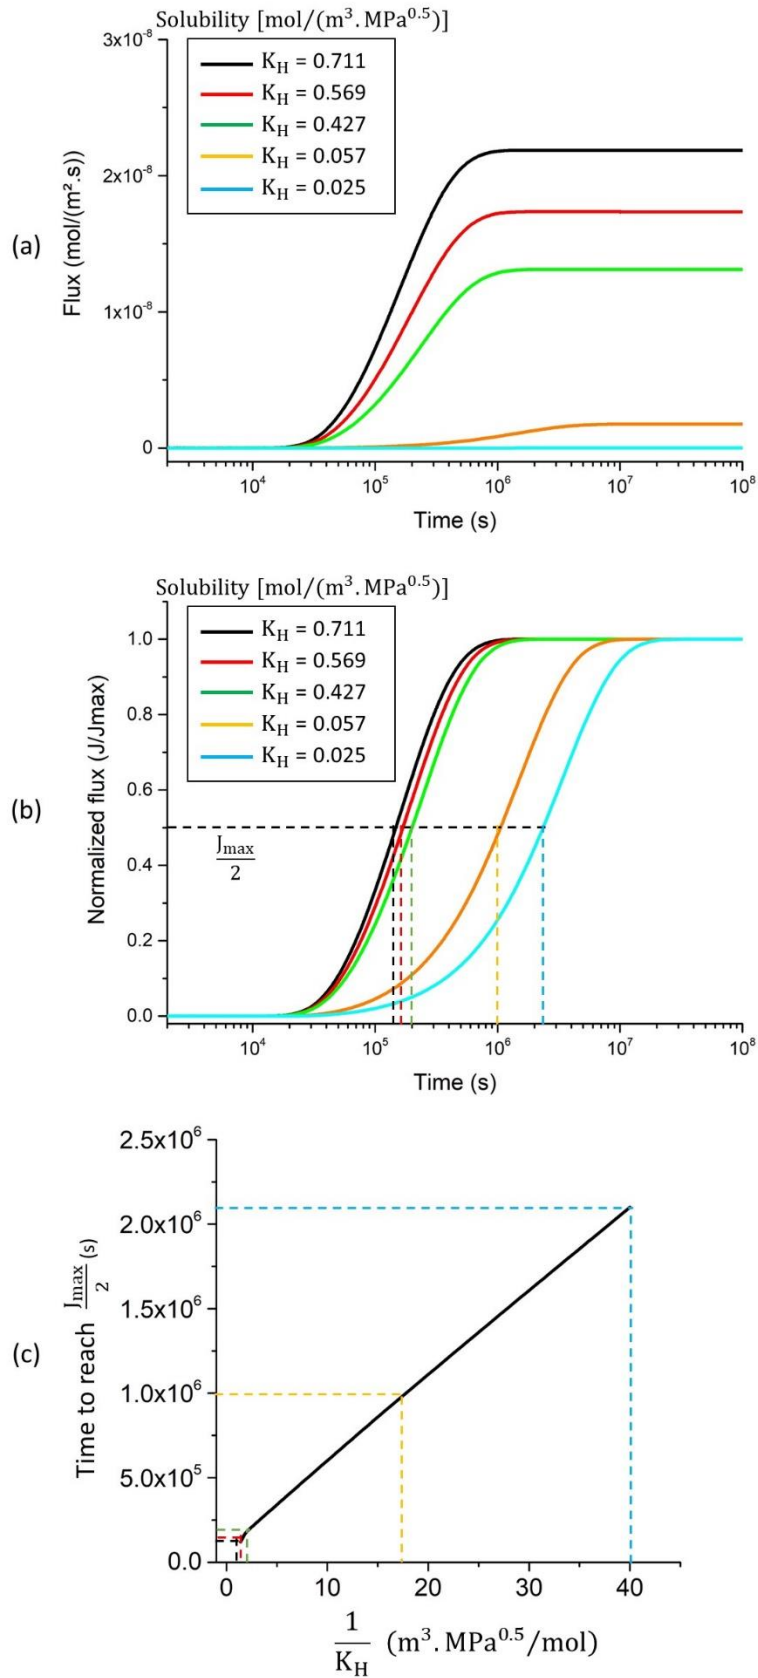 Solubility [mol/(m³. MPa⁰·⁵)]
3x10⁻⁸
K_H = 0.711
K_H = 0.569
K_H = 0.427
K_H = 0.057
K_H = 0.025
2x10⁻⁸
(a)
Flux (mol/(m².s))
1x10⁻⁸
0
10⁴ 10⁵ 10⁶ 10⁷ 10⁸
Time (s)
Solubility [mol/(m³. MPa⁰·⁵)]
K_H = 0.711
K_H = 0.569
K_H = 0.427
K_H = 0.057
K_H = 0.025
1.0
0.8
0.6
(b)
Normalized flux (J/Jmax)
J_max/2
0.4
0.2
0.0
10⁴ 10⁵ 10⁶ 10⁷ 10⁸
Time (s)
2.5x10⁶
2.0x10⁶
1.5x10⁶
(c)
Time to reach J_max/2 (s)
1.0x10⁶
5.0x10⁵
0.0
0 10 20 30 40
1/K_H (m³. MPa⁰·⁵/mol)